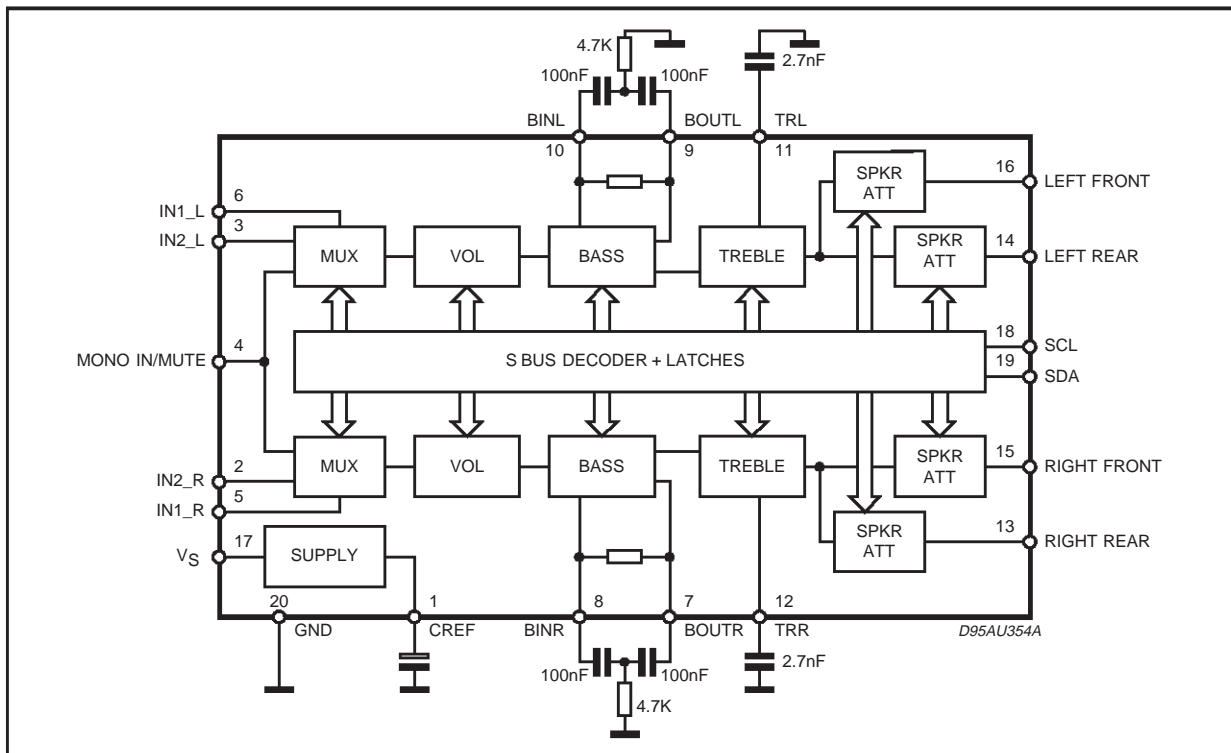 4.7K
2.7nF
100nF
100nF
BINL
BOUTL
TRL
10
9
11
SPKR
ATT
16
LEFT FRONT
6
IN1_L
3
IN2_L
MUX
VOL
BASS
TREBLE
SPKR
ATT
14
LEFT REAR
4
MONO IN/MUTE
S BUS DECODER + LATCHES
18
SCL
19
SDA
MUX
VOL
BASS
TREBLE
SPKR
ATT
15
RIGHT FRONT
2
IN2_R
5
IN1_R
17
VS
SUPPLY
SPKR
ATT
13
RIGHT REAR
20
1
8
7
12
GND
CREF
BINR
BOUTR
TRR
D95AU354A
100nF
100nF
2.7nF
4.7K